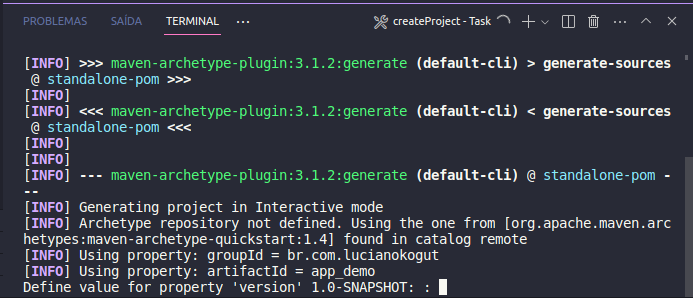 PROBLEMAS SAÍDA TERMINAL ··· createProject - Task
[INFO] >>> maven-archetype-plugin:3.1.2:generate (default-cli) > generate-sources
@ standalone-pom >>>
[INFO]
[INFO] <<< maven-archetype-plugin:3.1.2:generate (default-cli) < generate-sources
@ standalone-pom <<<
[INFO]
[INFO]
[INFO] --- maven-archetype-plugin:3.1.2:generate (default-cli) @ standalone-pom -
--
[INFO] Generating project in Interactive mode
[INFO] Archetype repository not defined. Using the one from [org.apache.maven.arc
hetypes:maven-archetype-quickstart:1.4] found in catalog remote
[INFO] Using property: groupId = br.com.lucianokogut
[INFO] Using property: artifactId = app_demo
Define value for property 'version' 1.0-SNAPSHOT: :